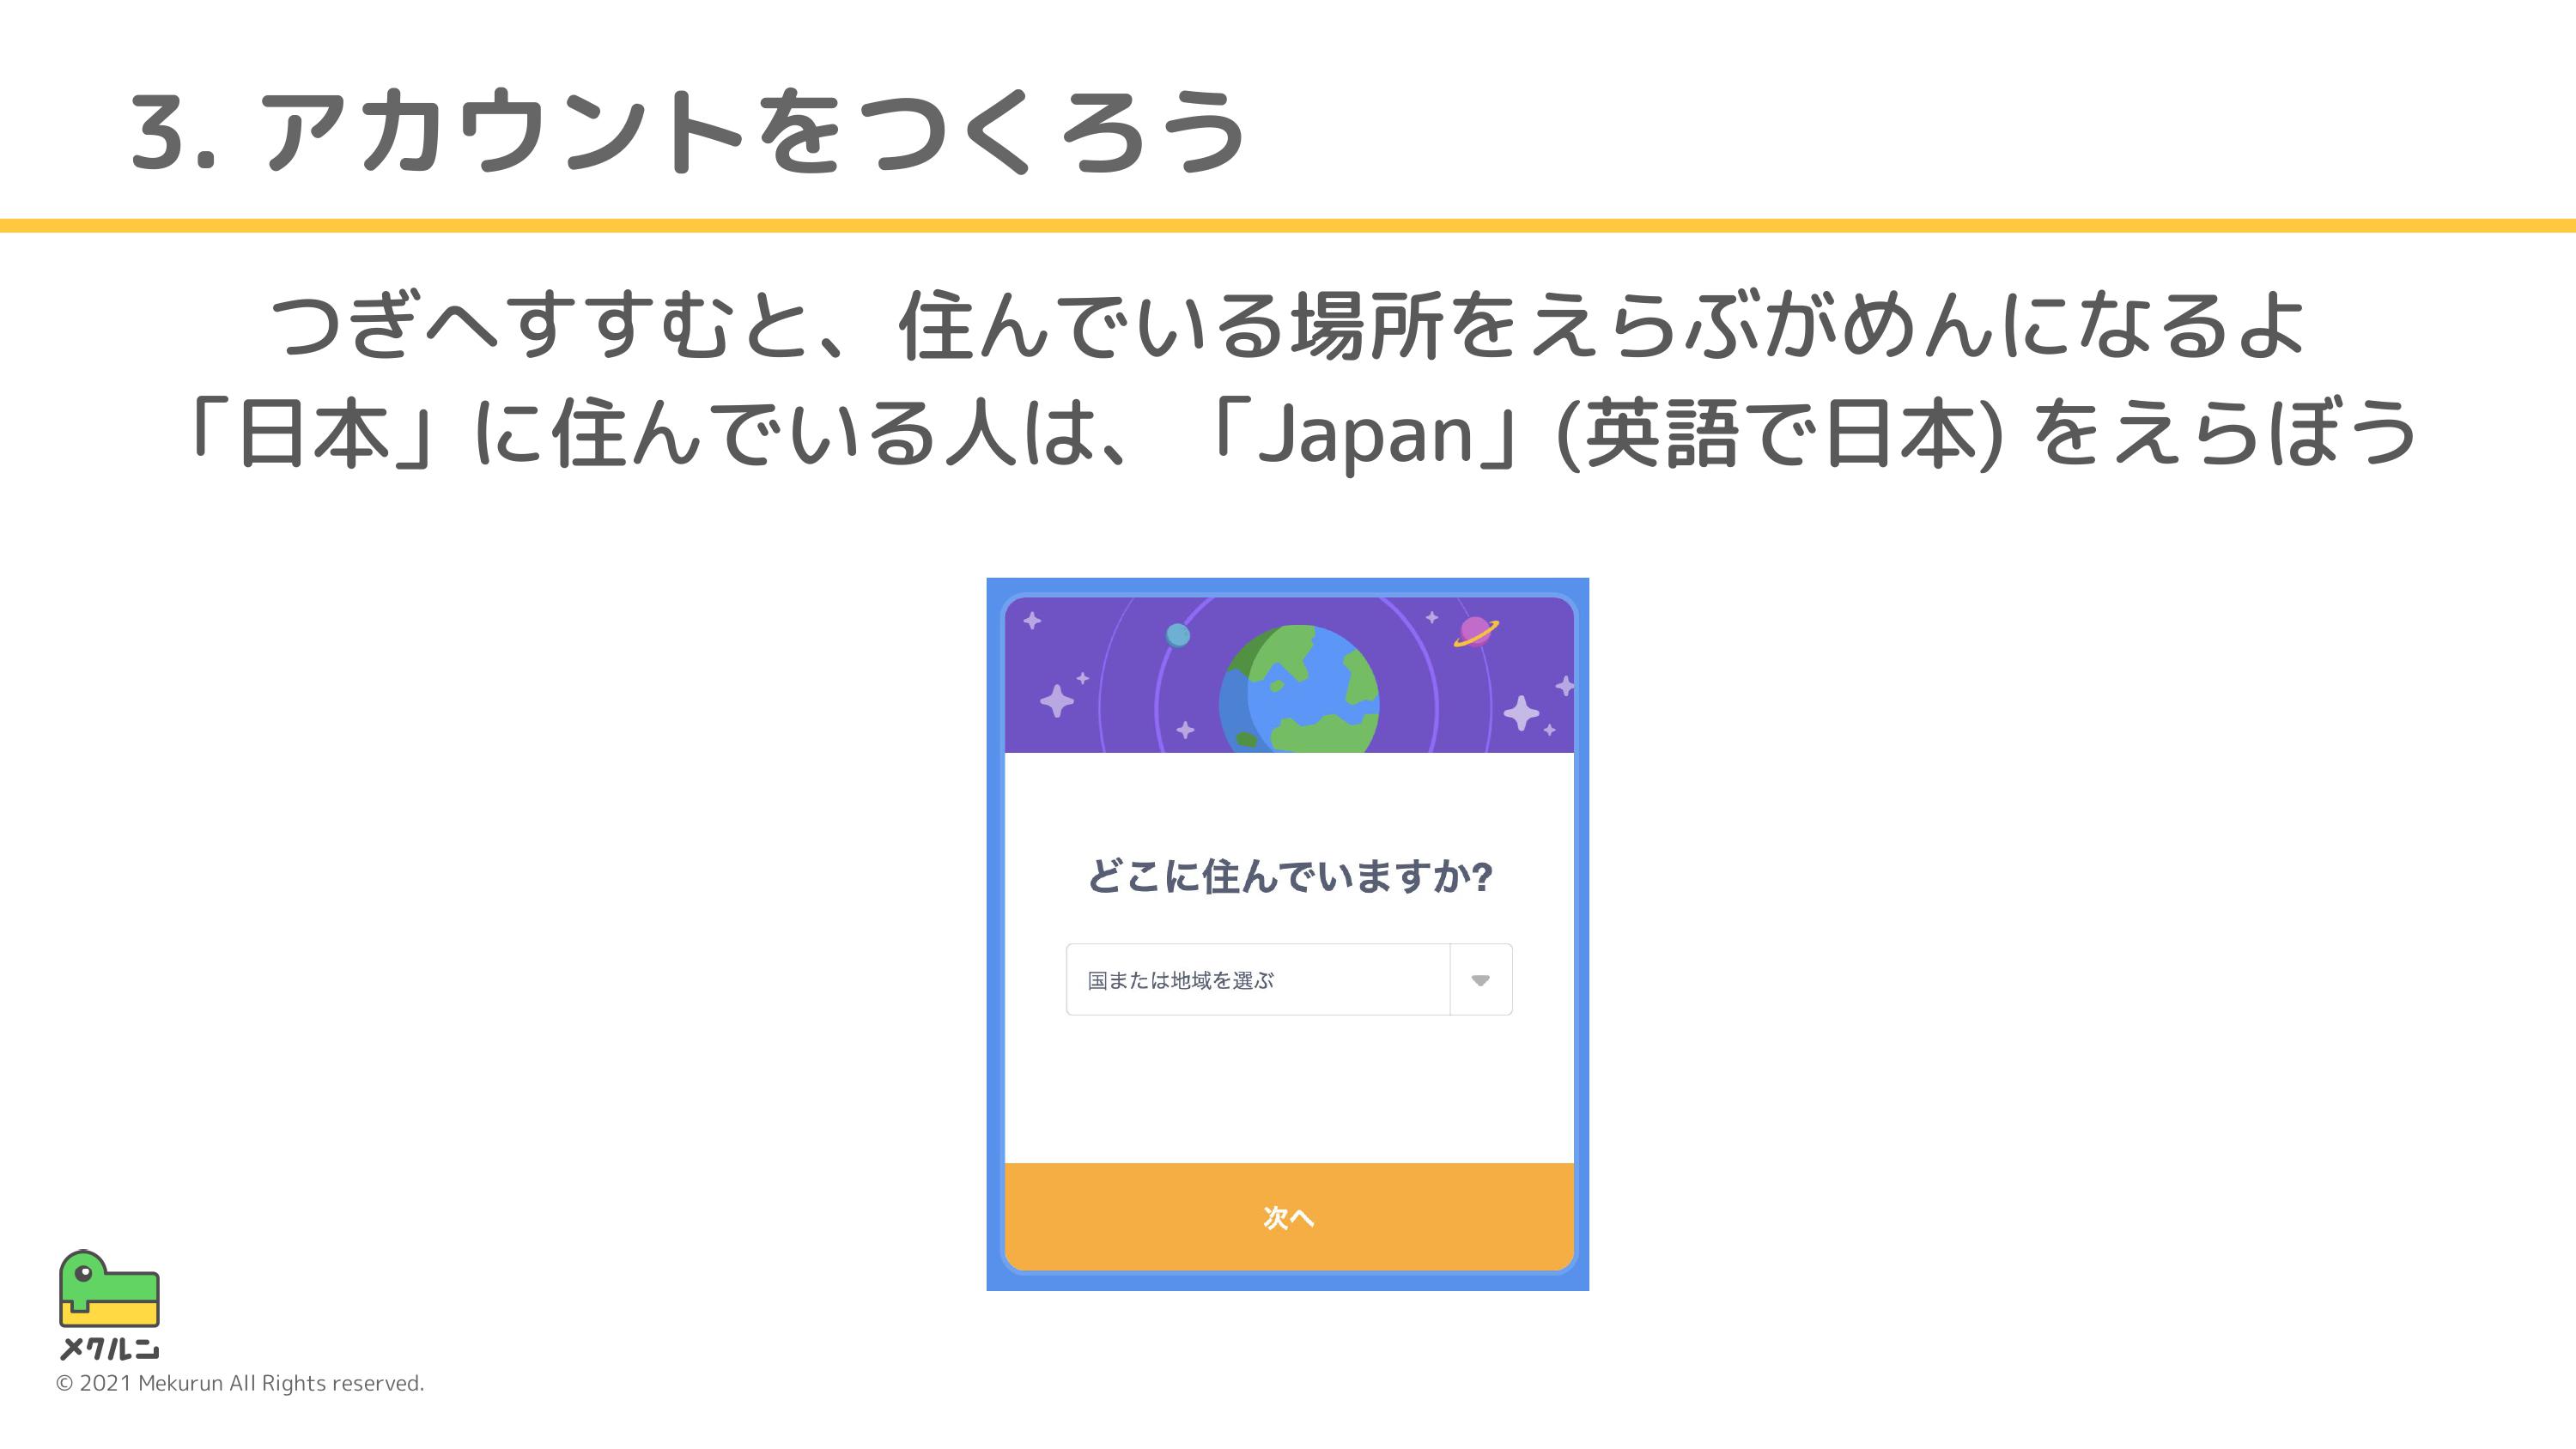 3. アカウントをつくろう
つぎへすすむと、住んでいる場所をえらぶがめんになるよ
「日本」に住んでいる人は、「Japan」(英語で日本) をえらぼう
どこに住んでいますか?
国または地域を選ぶ
次へ
メクルン
© 2021 Mekurun All Rights reserved.